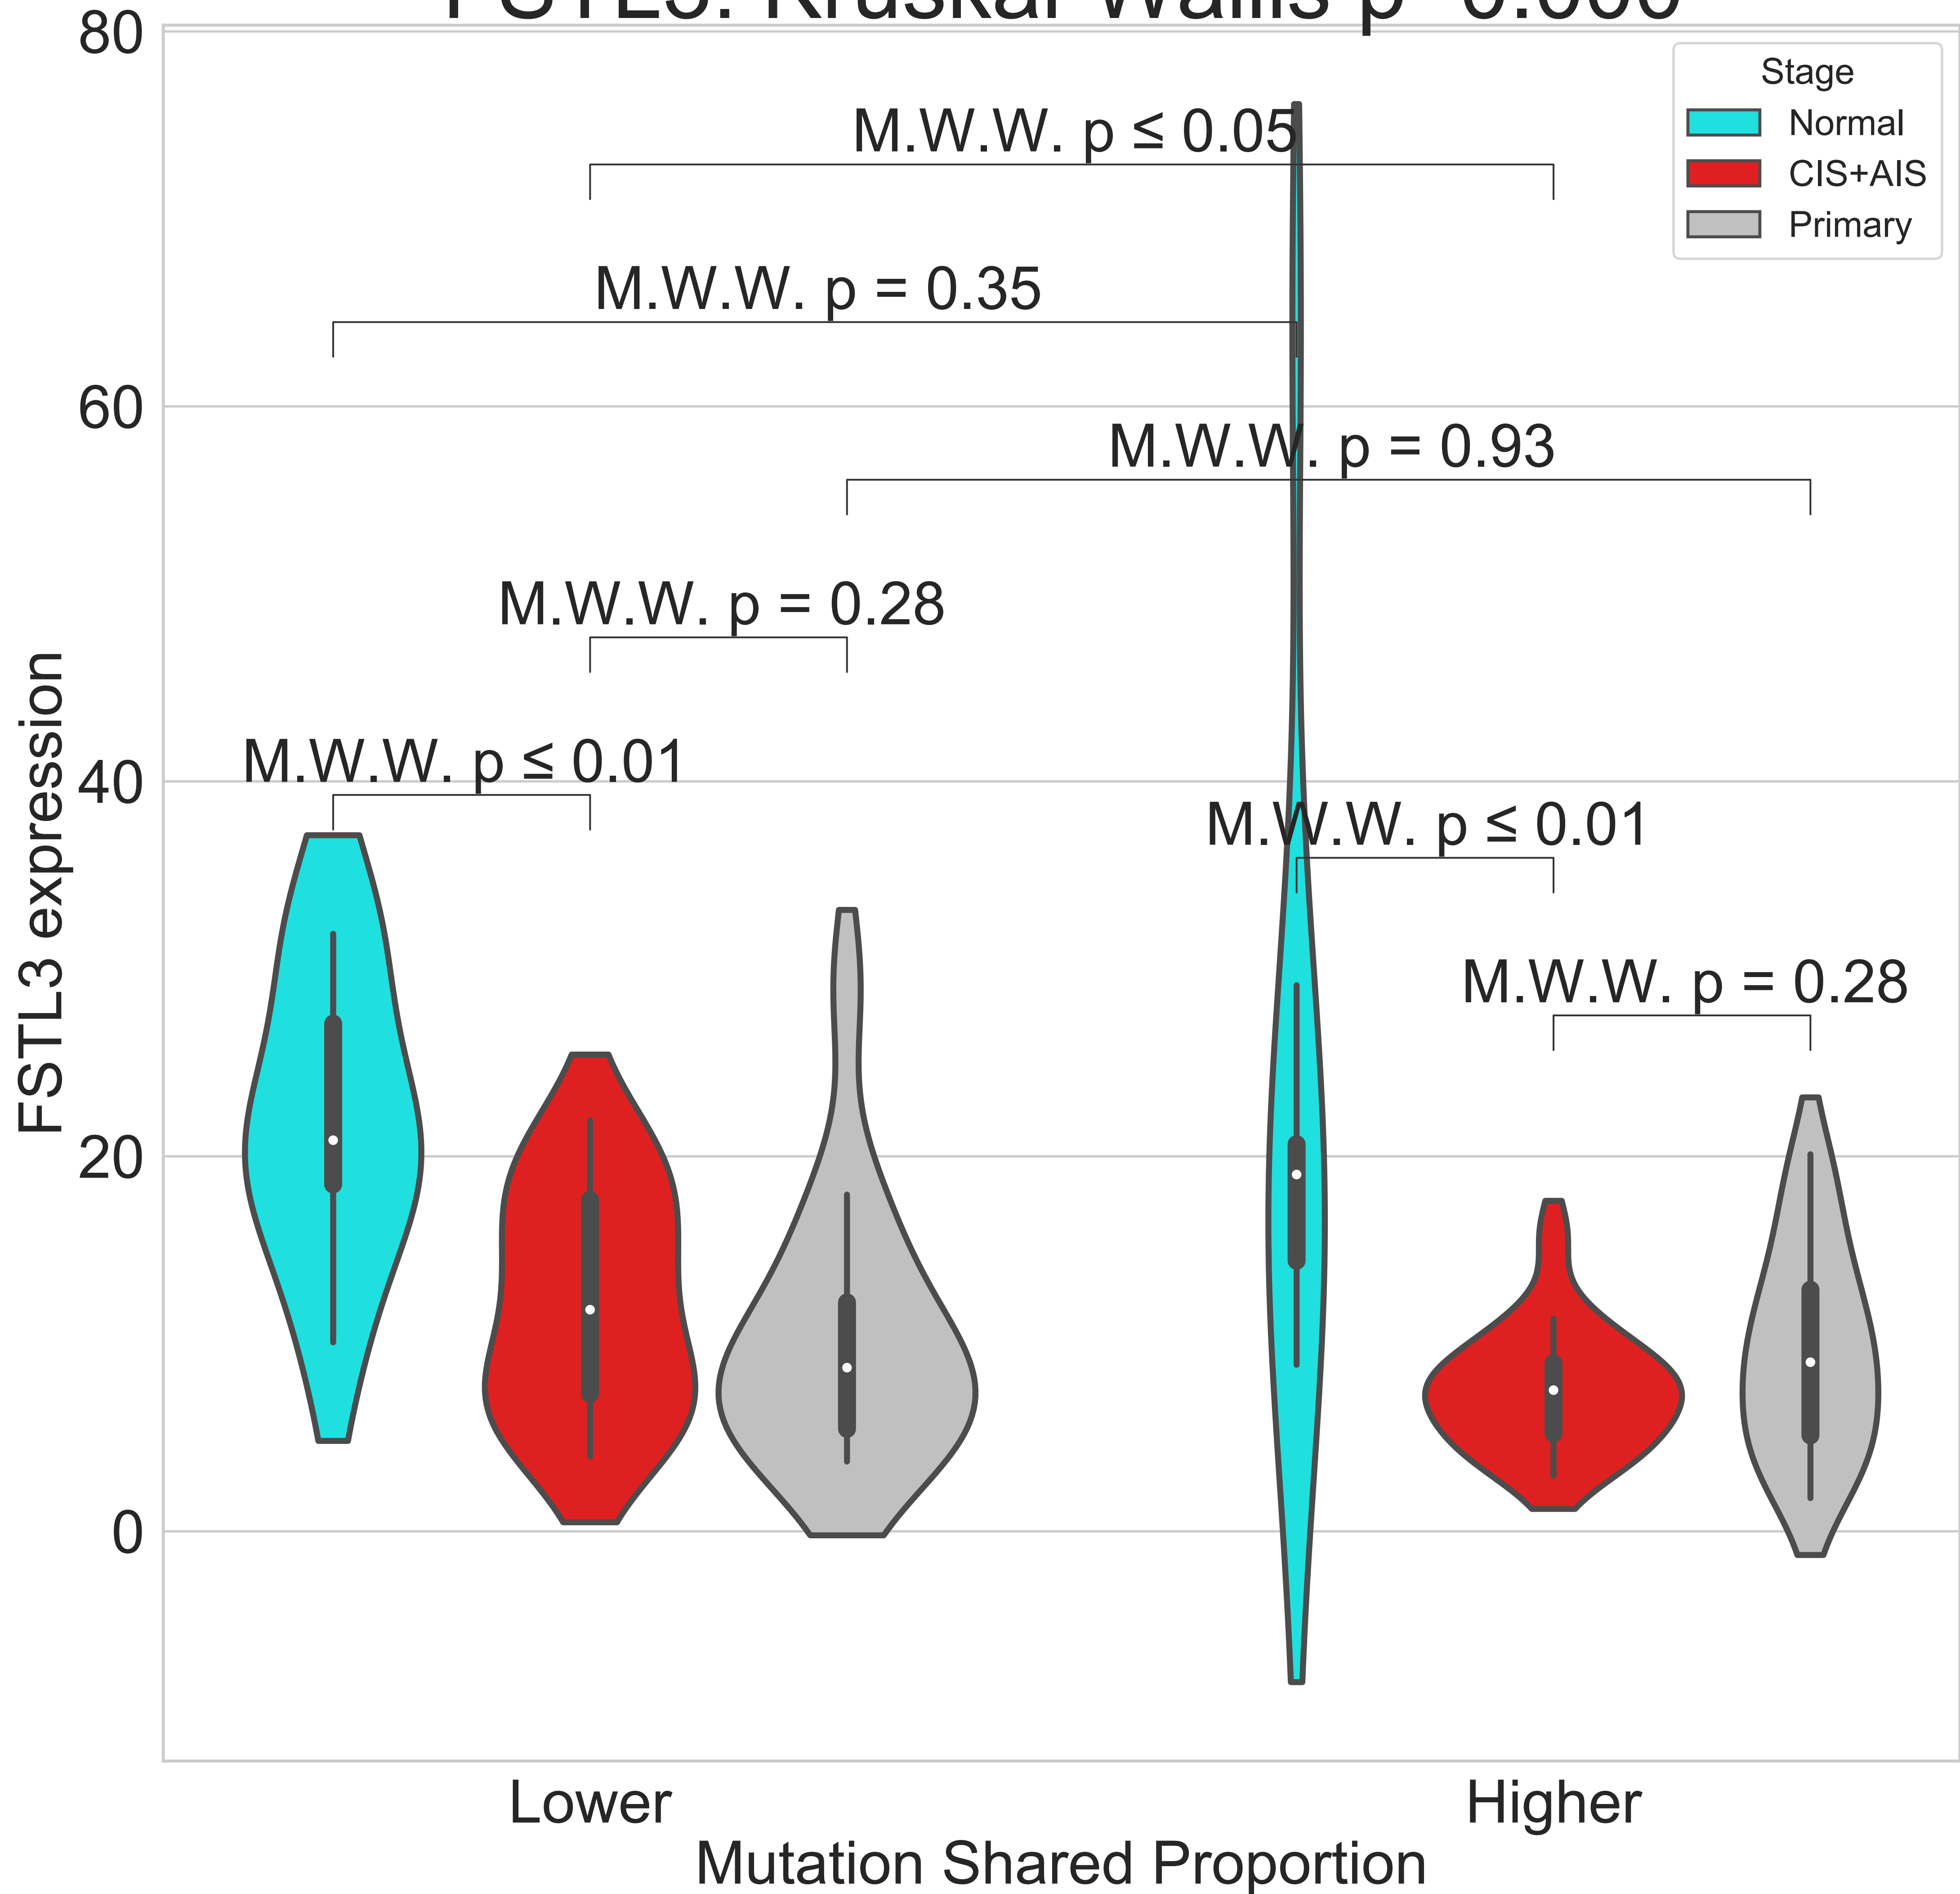 80
Stage
Normal
CIS+AIS
Primary
M.W.W. p ≤ 0.05
M.W.W. p = 0.35
60
M.W.W. p = 0.93
M.W.W. p = 0.28
M.W.W. p ≤ 0.01
40
M.W.W. p ≤ 0.01
M.W.W. p = 0.28
FSTL3 expression
20
0
Lower
Higher
Mutation Shared Proportion